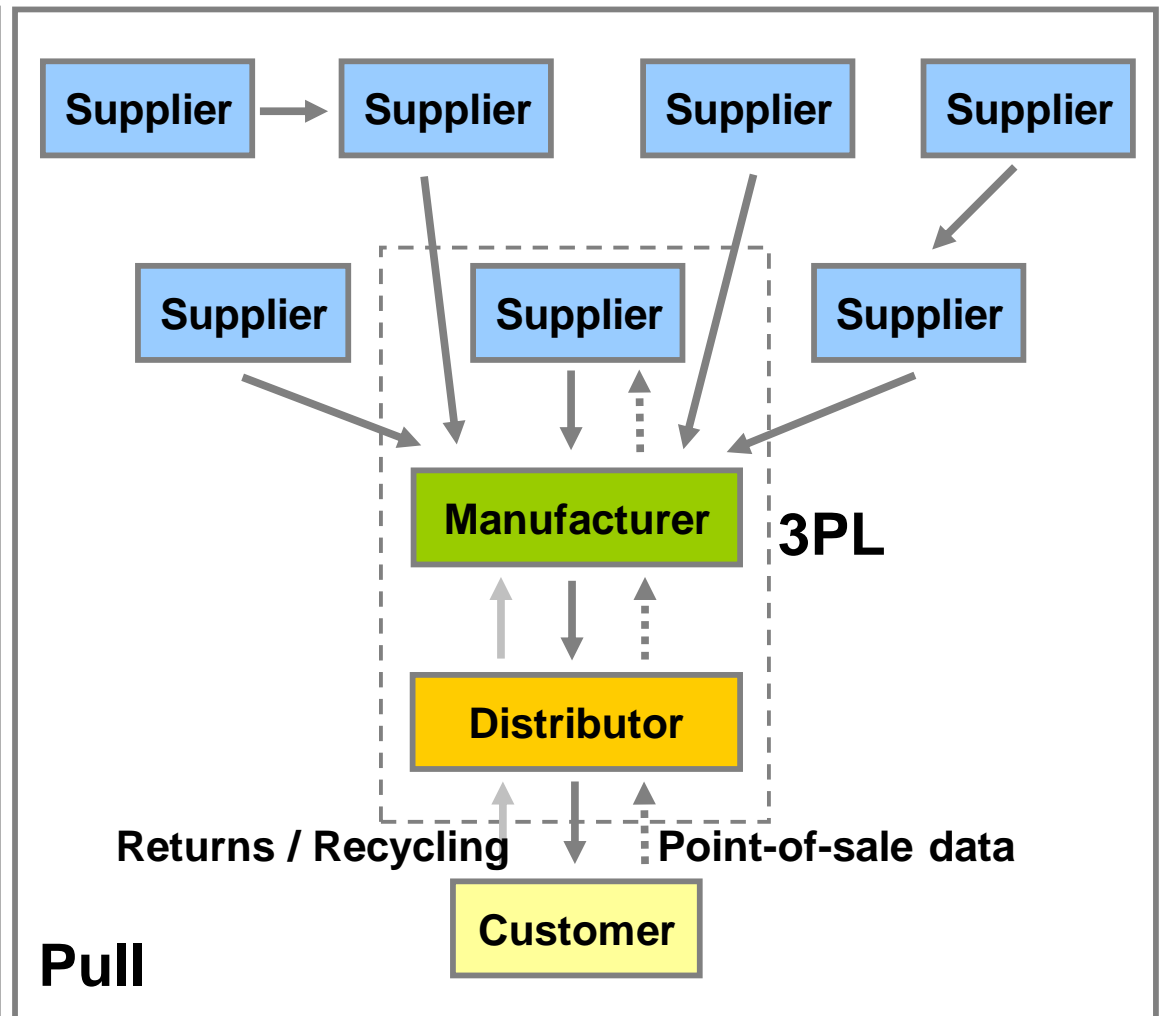 Supplier Supplier Supplier Supplier
Supplier Supplier Supplier
Manufacturer
3PL
Distributor
Returns / Recycling
Point-of-sale data
Customer
Pull